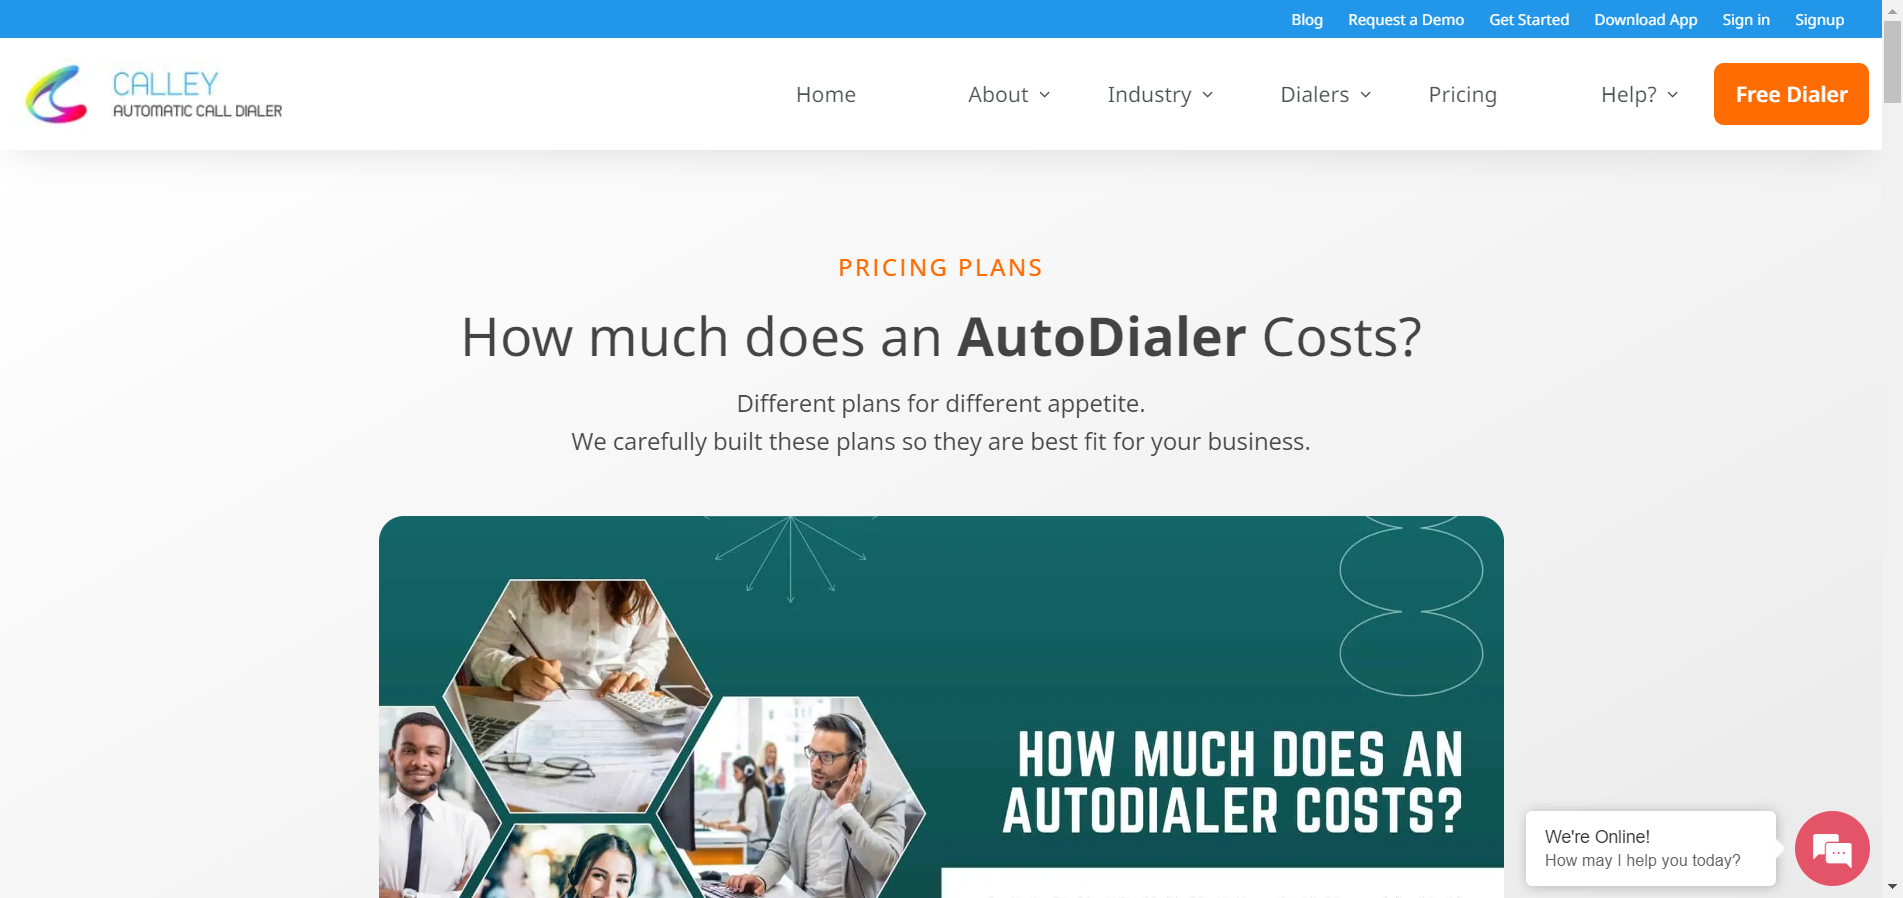 Blog Request a Demo Get Started Download App Sign in Signup
CALLEY
AUTOMATIC CALL DIALER
Home About Industry Dialers Pricing Help? Free Dialer
PRICING PLANS
How much does an AutoDialer Costs?
Different plans for different appetite.
We carefully built these plans so they are best fit for your business.
HOW MUCH DOES AN
AUTODIALER COSTS?
We're Online!
How may I help you today?